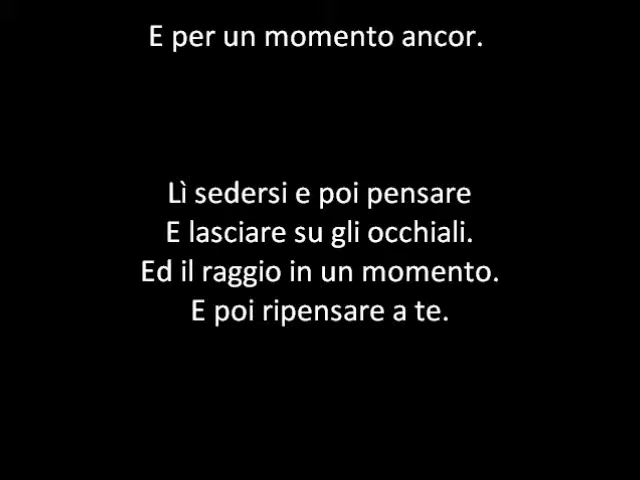 E per un momento ancor.
Lì sedersi e poi pensare
E lasciare su gli occhiali.
Ed il raggio in un momento.
E poi ripensare a te.